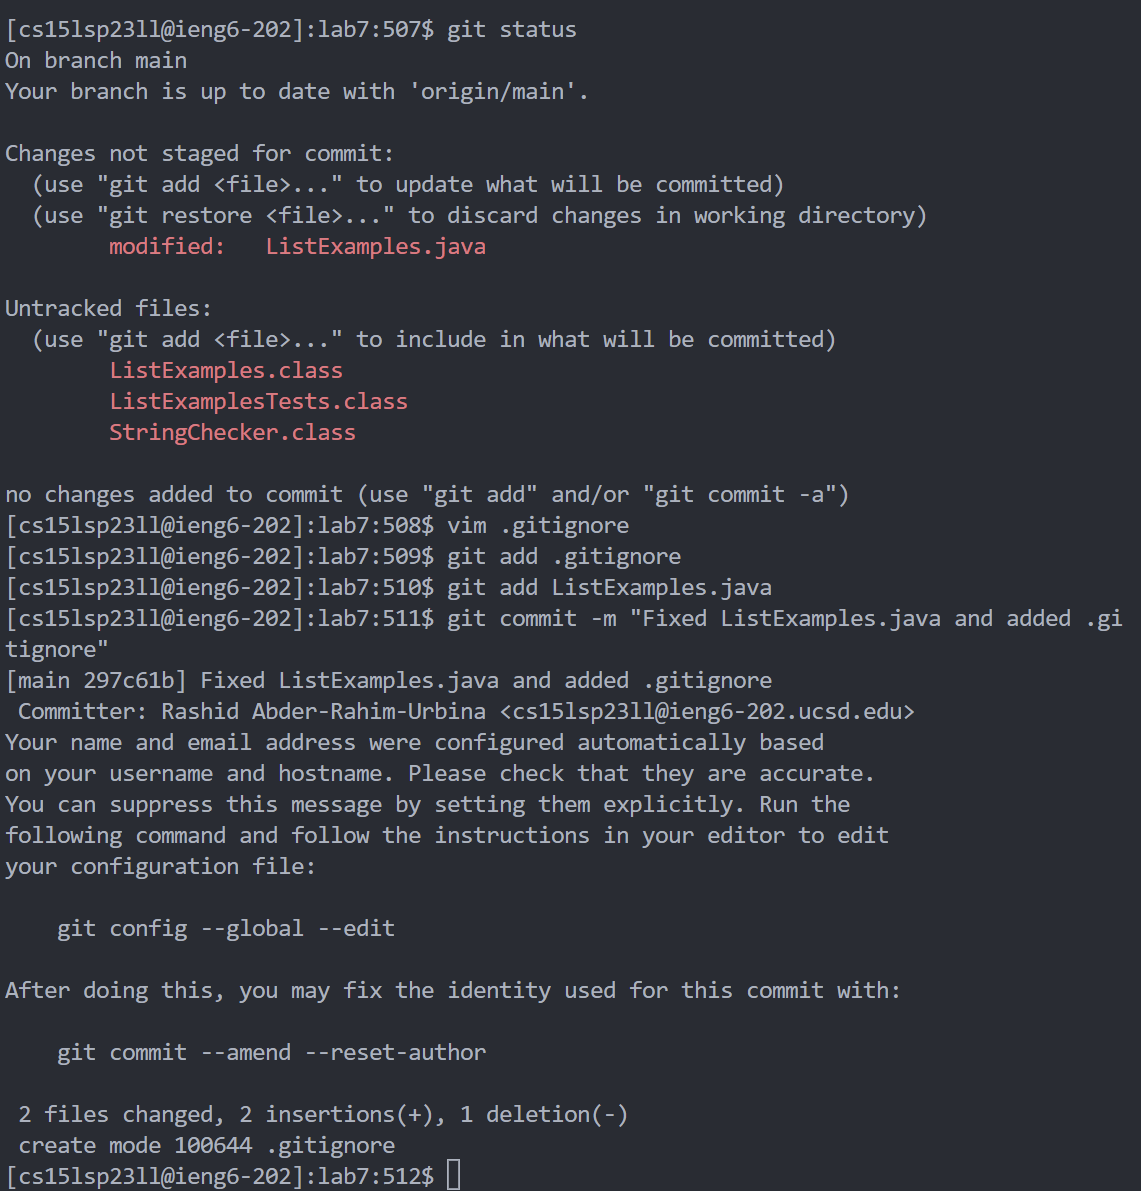 [cs15lsp23ll@ieng6-202]:lab7:507$ git status
On branch main
Your branch is up to date with 'origin/main'.

Changes not staged for commit:
  (use "git add <file>..." to update what will be committed)
  (use "git restore <file>..." to discard changes in working directory)
        modified:   ListExamples.java

Untracked files:
  (use "git add <file>..." to include in what will be committed)
        ListExamples.class
        ListExamplesTests.class
        StringChecker.class

no changes added to commit (use "git add" and/or "git commit -a")
[cs15lsp23ll@ieng6-202]:lab7:508$ vim .gitignore
[cs15lsp23ll@ieng6-202]:lab7:509$ git add .gitignore
[cs15lsp23ll@ieng6-202]:lab7:510$ git add ListExamples.java
[cs15lsp23ll@ieng6-202]:lab7:511$ git commit -m "Fixed ListExamples.java and added .gi
tignore"
[main 297c61b] Fixed ListExamples.java and added .gitignore
 Committer: Rashid Abder-Rahim-Urbina <cs15lsp23ll@ieng6-202.ucsd.edu>
Your name and email address were configured automatically based
on your username and hostname. Please check that they are accurate.
You can suppress this message by setting them explicitly. Run the
following command and follow the instructions in your editor to edit
your configuration file:

    git config --global --edit

After doing this, you may fix the identity used for this commit with:

    git commit --amend --reset-author

 2 files changed, 2 insertions(+), 1 deletion(-)
 create mode 100644 .gitignore
[cs15lsp23ll@ieng6-202]:lab7:512$